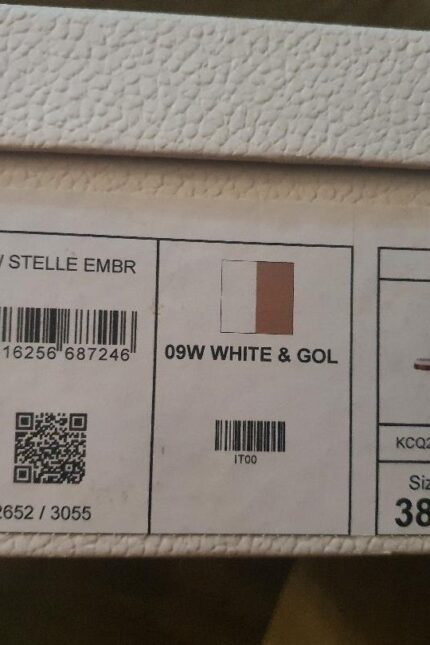 / STELLE EMBR
16256 687246
2652 / 3055
09W WHITE & GOL
IT00
KCQ2
Siz
38